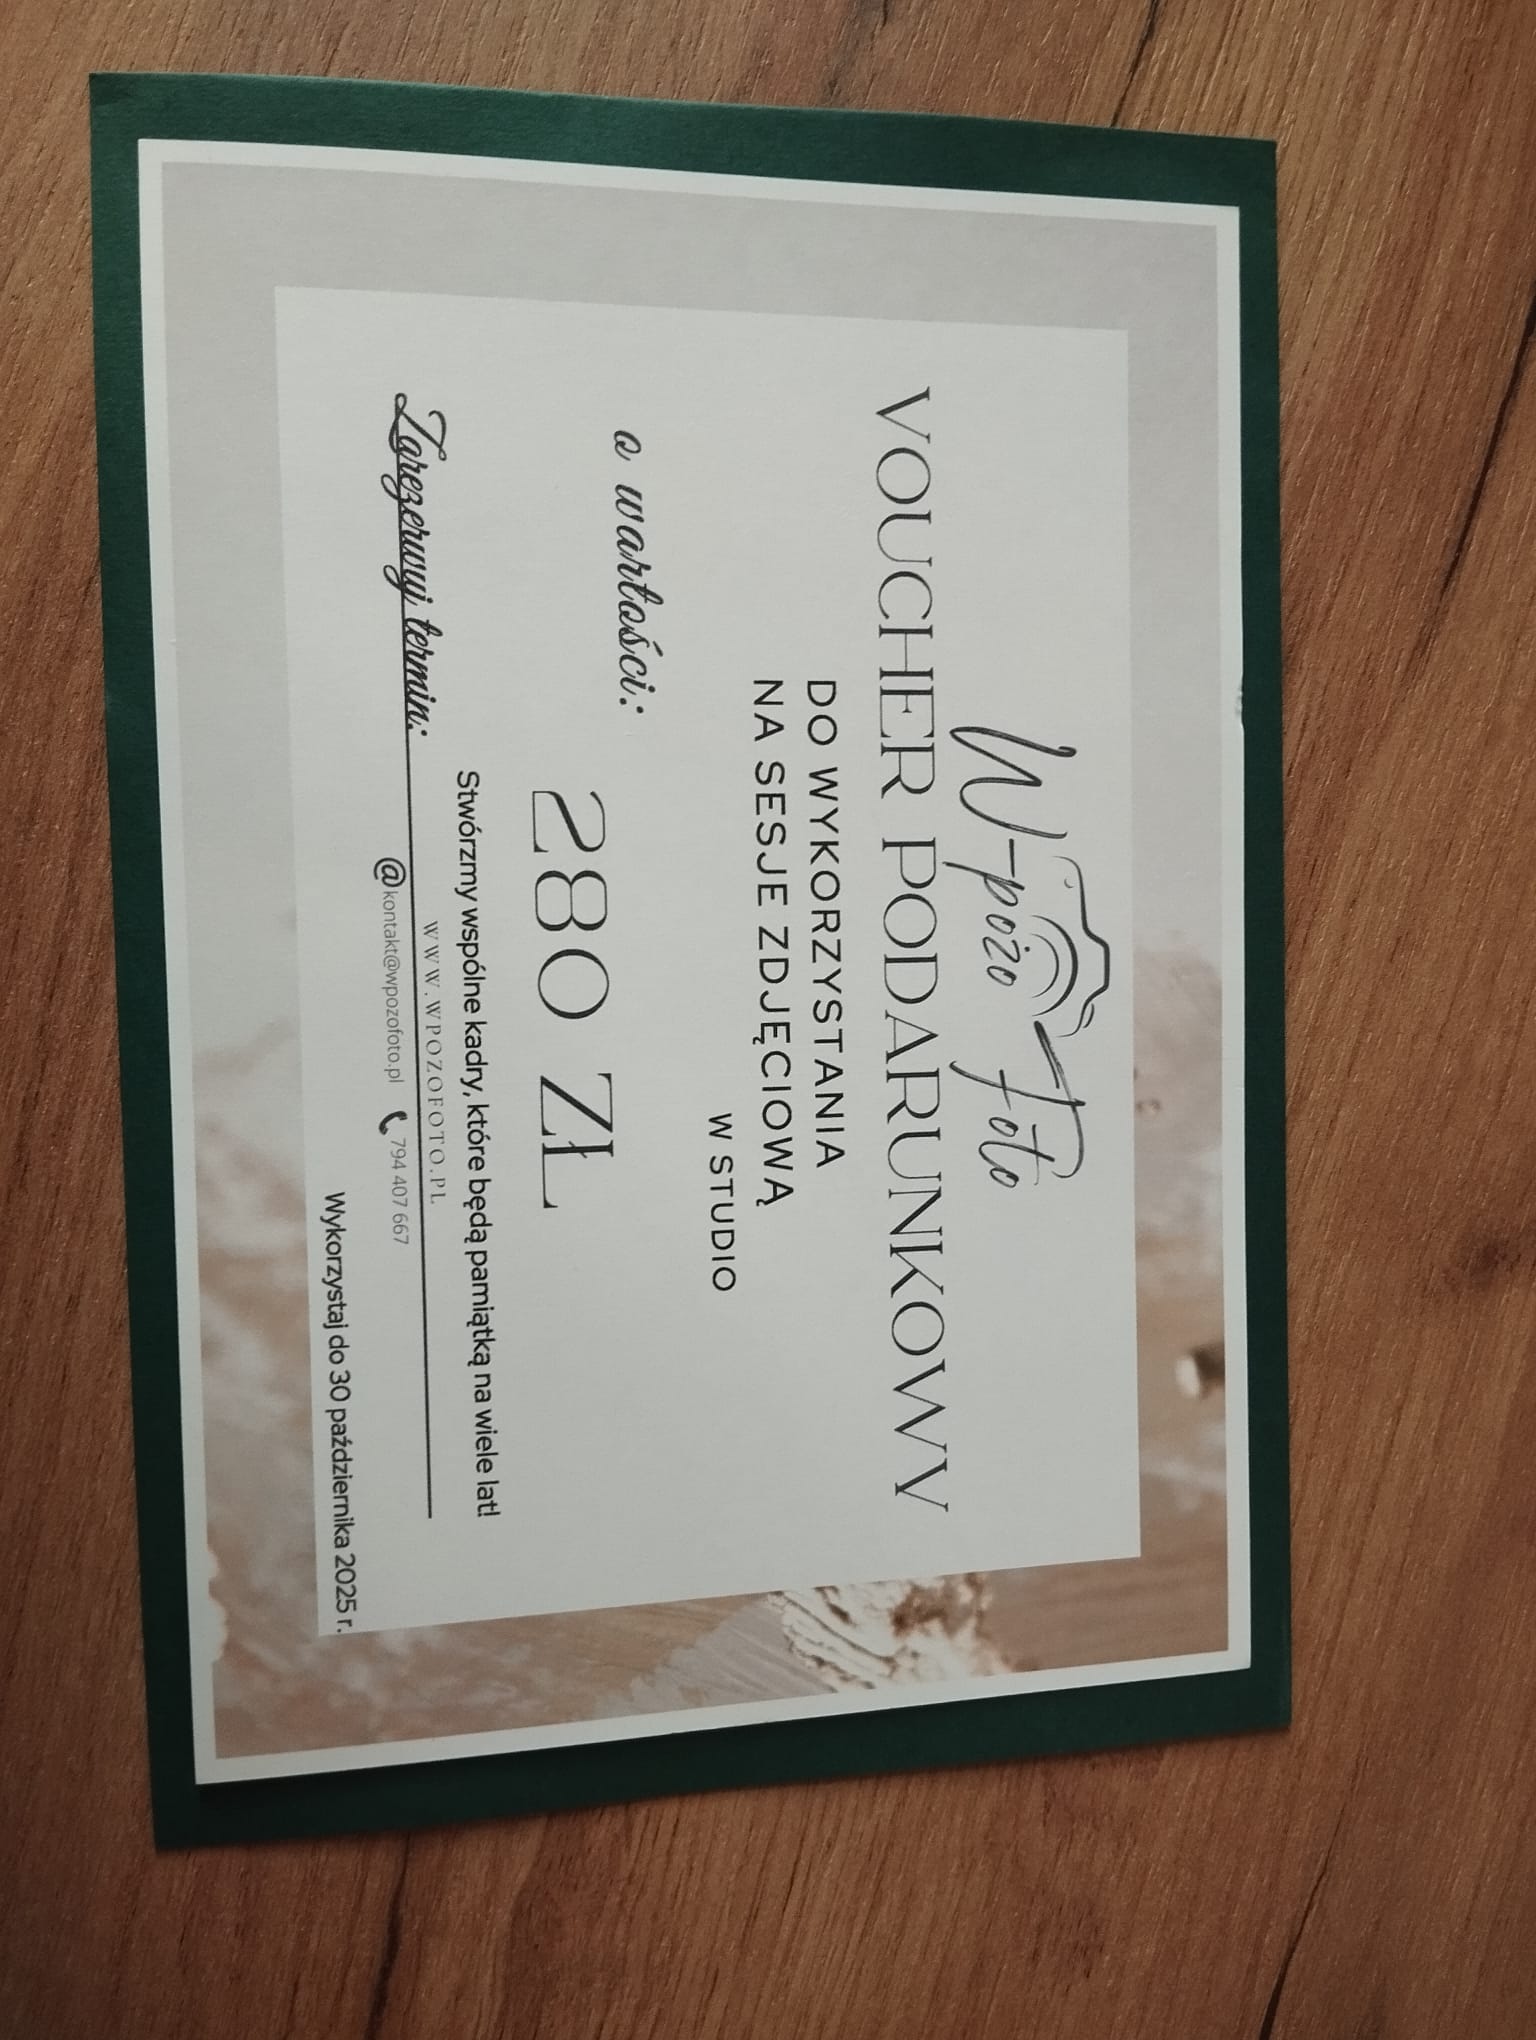 W-pożo Foto
VOUCHER PODARUNKOWY
DO WYKORZYSTANIA
NA SESJE ZDJĘCIOWĄ
W STUDIO
o wartości:
280 ZŁ
Stwórzmy wspólne kadry, które będą pamiątką na wiele lat!
Zarezerwuj termin:
WWW.WPOZOFOTO.PL
@kontakt@wpozofoto.pl 794 407 667
Wykorzystaj do 30 października 2025 r.